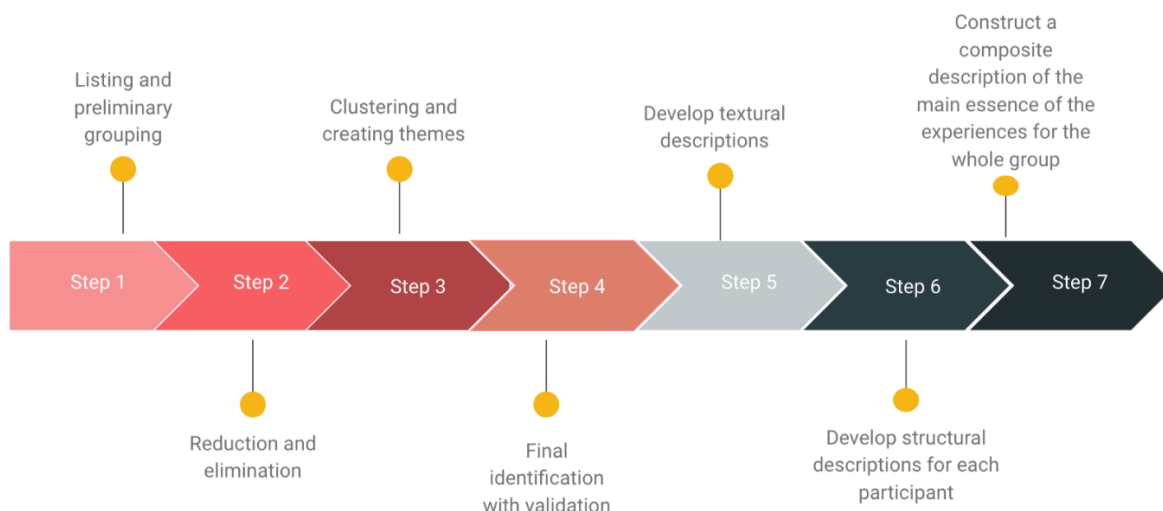 Listing and
preliminary
grouping
Clustering and
creating themes
Develop textural
descriptions
Construct a
composite
description of the
main essence of the
experiences for the
whole group
Step 1
Step 2
Step 3
Step 4
Step 5
Step 6
Step 7
Reduction and
elimination
Final
identification
with validation
Develop structural
descriptions for each
participant